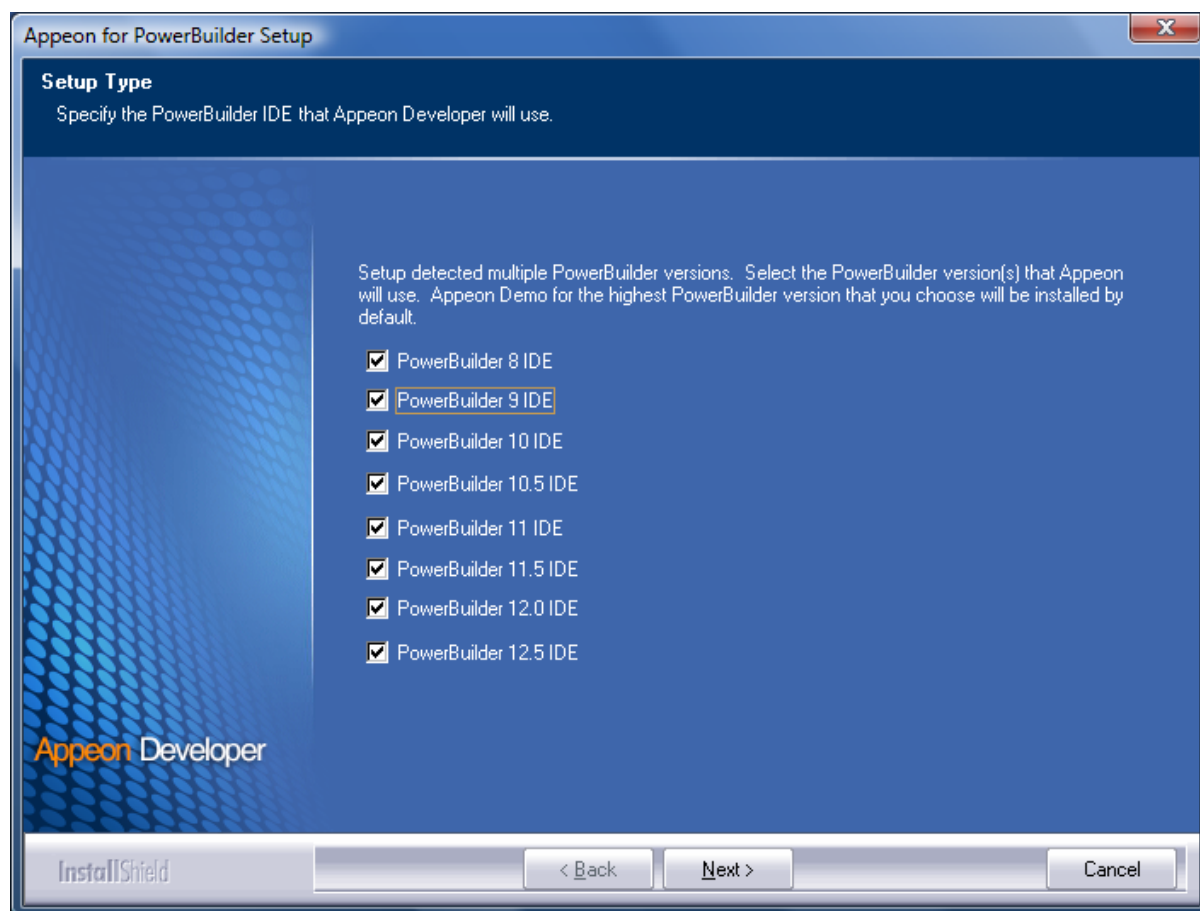 Appeon for PowerBuilder Setup
X
Setup Type
Specify the PowerBuilder IDE that Appeon Developer will use.
Setup detected multiple PowerBuilder versions. Select the PowerBuilder version(s) that Appeon
will use. Appeon Demo for the highest PowerBuilder version that you choose will be installed by
default.
PowerBuilder 8 IDE
PowerBuilder 9 IDE
PowerBuilder 10 IDE
PowerBuilder 10.5 IDE
PowerBuilder 11 IDE
PowerBuilder 11.5 IDE
PowerBuilder 12.0 IDE
PowerBuilder 12.5 IDE
Appeon Developer
InstallShield
< Back
Next >
Cancel